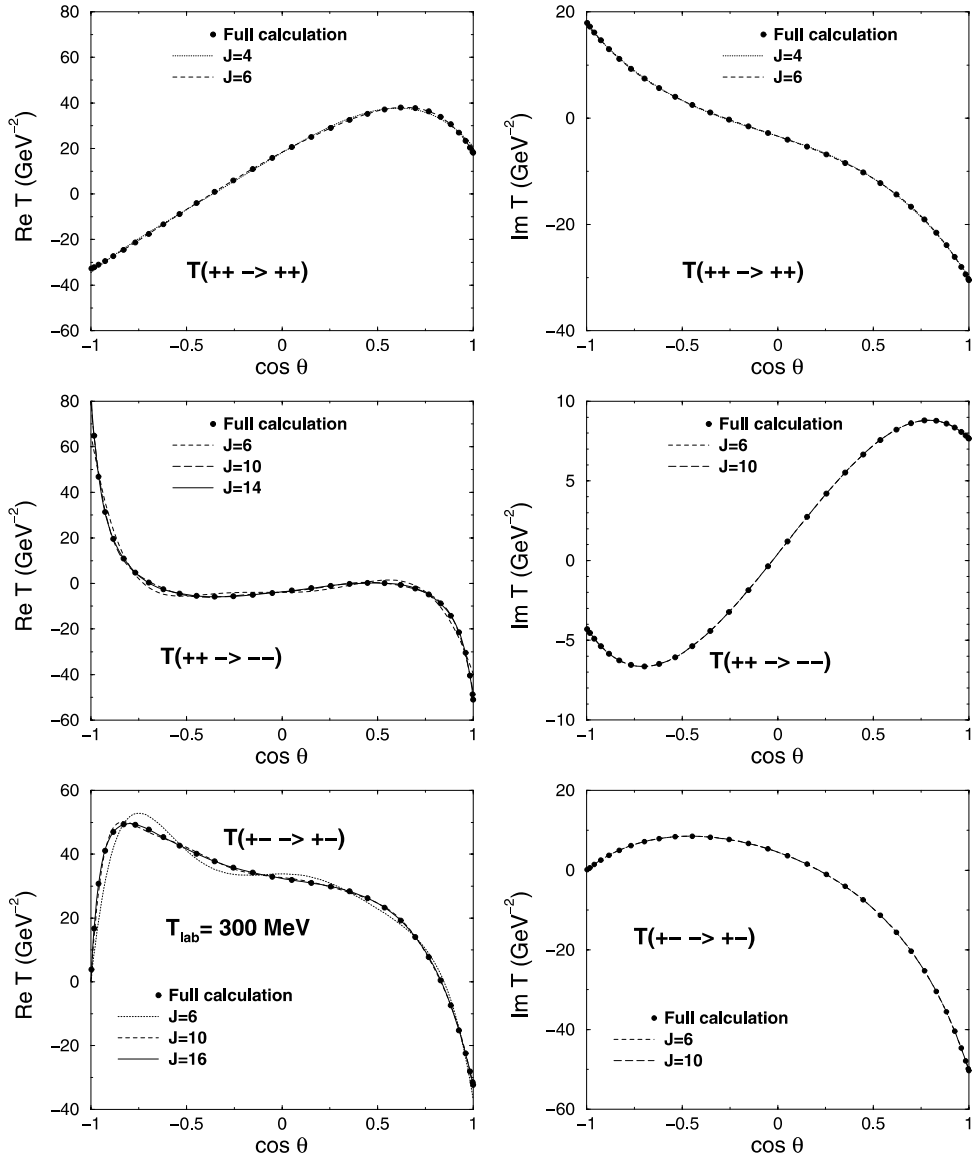 80
60
40
20
0
−20
−40
−60
Re T (GeV⁻²)
Full calculation
J=4
J=6
T(++ −> ++)
−1
−0.5
0
0.5
1
cos θ
20
0
−20
−40
Im T (GeV⁻²)
Full calculation
J=4
J=6
T(++ −> ++)
−1
−0.5
0
0.5
1
cos θ
80
60
40
20
0
−20
−40
−60
Re T (GeV⁻²)
Full calculation
J=6
J=10
J=14
T(++ −> −−)
−1
−0.5
0
0.5
1
cos θ
10
5
0
−5
−10
Im T (GeV⁻²)
Full calculation
J=6
J=10
T(++ −> −−)
−1
−0.5
0
0.5
1
cos θ
60
40
20
0
−20
−40
Re T (GeV⁻²)
T(+− −> +−)
T_lab= 300 MeV
Full calculation
J=6
J=10
J=16
−1
−0.5
0
0.5
1
cos θ
20
0
−20
−40
−60
Im T (GeV⁻²)
T(+− −> +−)
Full calculation
J=6
J=10
−1
−0.5
0
0.5
1
cos θ